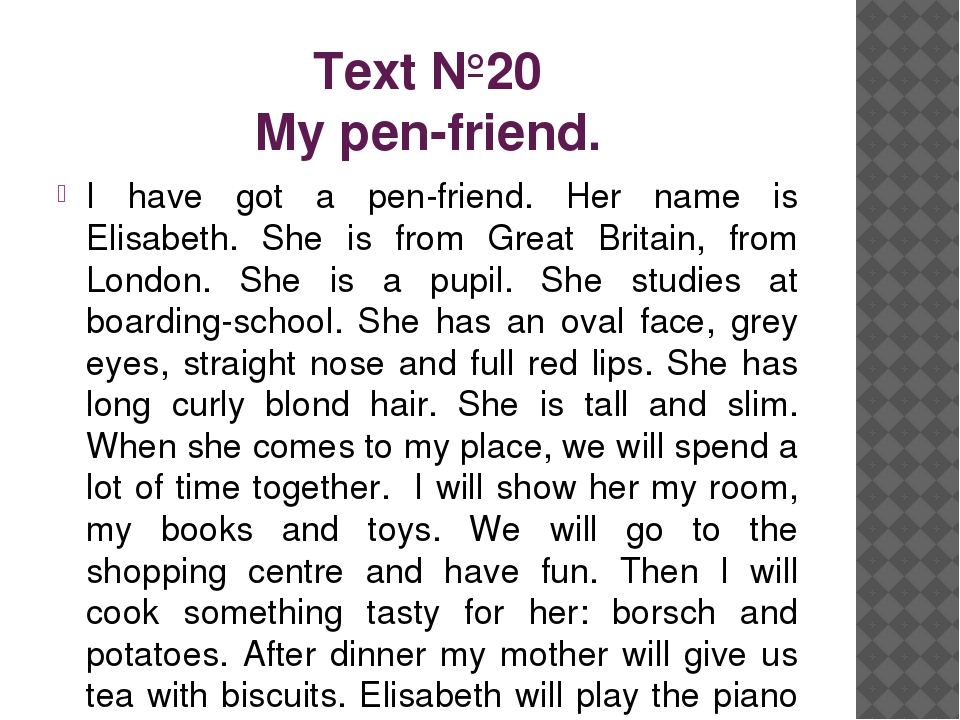 Text №20
My pen-friend.
I have got a pen-friend. Her name is
Elisabeth. She is from Great Britain, from
London. She is a pupil. She studies at
boarding-school. She has an oval face, grey
eyes, straight nose and full red lips. She has
long curly blond hair. She is tall and slim.
When she comes to my place, we will spend a
lot of time together. I will show her my room,
my books and toys. We will go to the
shopping centre and have fun. Then I will
cook something tasty for her: borsch and
potatoes. After dinner my mother will give us
tea with biscuits. Elisabeth will play the piano